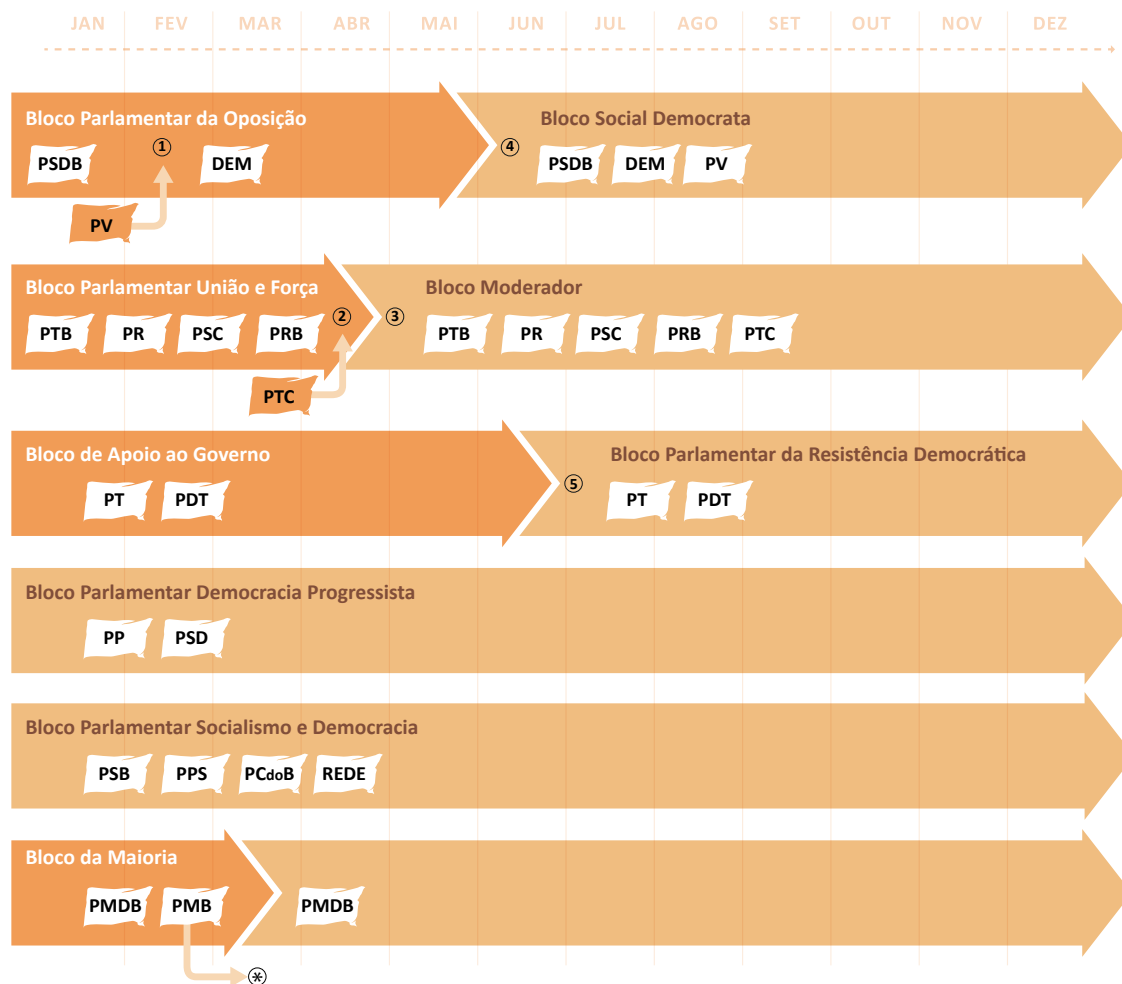 JAN FEV MAR ABR MAI JUN JUL AGO SET OUT NOV DEZ
Bloco Parlamentar da Oposição
Bloco Social Democrata
PSDB ① DEM ④ PSDB DEM PV
PV
Bloco Parlamentar União e Força
Bloco Moderador
PTB PR PSC PRB ② ③ PTB PR PSC PRB PTC
PTC
Bloco de Apoio ao Governo
Bloco Parlamentar da Resistência Democrática
PT PDT ⑤ PT PDT
Bloco Parlamentar Democracia Progressista
PP PSD
Bloco Parlamentar Socialismo e Democracia
PSB PPS PCdoB REDE
Bloco da Maioria
PMDB PMB PMDB
⊛